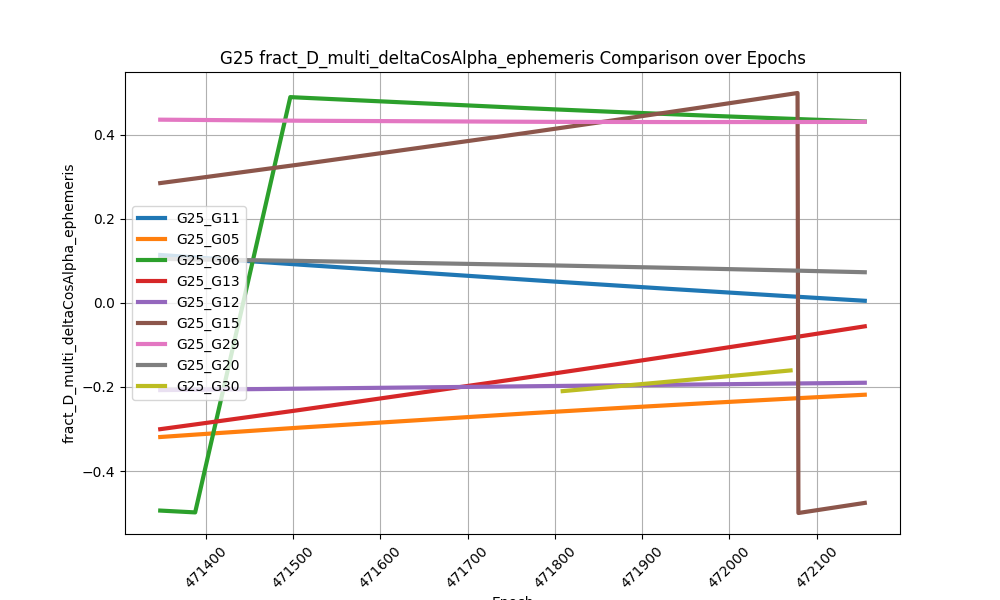 G25 fract_D_multi_deltaCosAlpha_ephemeris Comparison over Epochs
fract_D_multi_deltaCosAlpha_ephemeris
0.4
0.2
0.0
−0.2
−0.4
G25_G11
G25_G05
G25_G06
G25_G13
G25_G12
G25_G15
G25_G29
G25_G20
G25_G30
471400
471500
471600
471700
471800
471900
472000
472100
Epoch